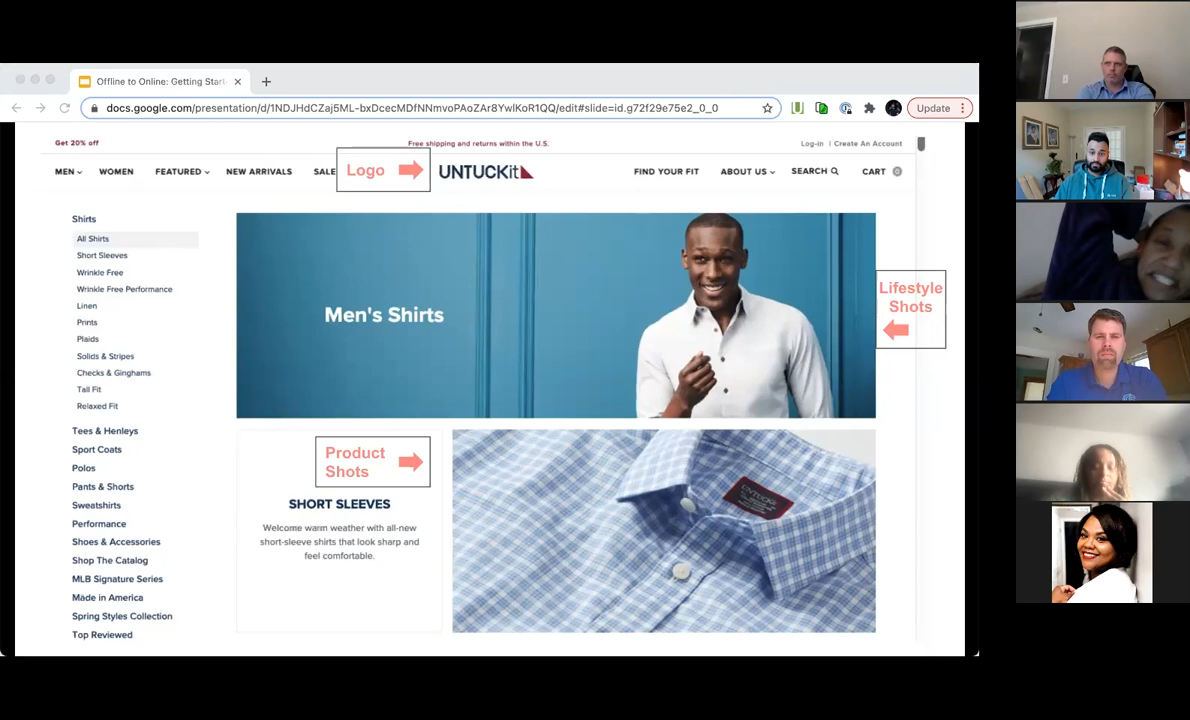 Offline to Online: Getting Start
docs.google.com/presentation/d/1NDJHdCZaj5ML-bxDcecMDfNNmvoPAoZAr8YwlKoR1QQ/edit#slide=id.g72f29e75e2_0_0
Update
Get 20% off
Free shipping and returns within the U.S.
Log-in | Create An Account
MEN WOMEN FEATURED NEW ARRIVALS SALE
Logo
UNTUCKit
FIND YOUR FIT ABOUT US SEARCH CART 0
Shirts
All Shirts
Short Sleeves
Wrinkle Free
Wrinkle Free Performance
Linen
Prints
Plaids
Solids & Stripes
Checks & Ginghams
Tall Fit
Relaxed Fit
Tees & Henleys
Sport Coats
Polos
Pants & Shorts
Sweatshirts
Performance
Shoes & Accessories
Shop The Catalog
MLB Signature Series
Made in America
Spring Styles Collection
Top Reviewed
Men's Shirts
Lifestyle
Shots
Product
Shots
SHORT SLEEVES
Welcome warm weather with all-new
short-sleeve shirts that look sharp and
feel comfortable.
UNTUCKit